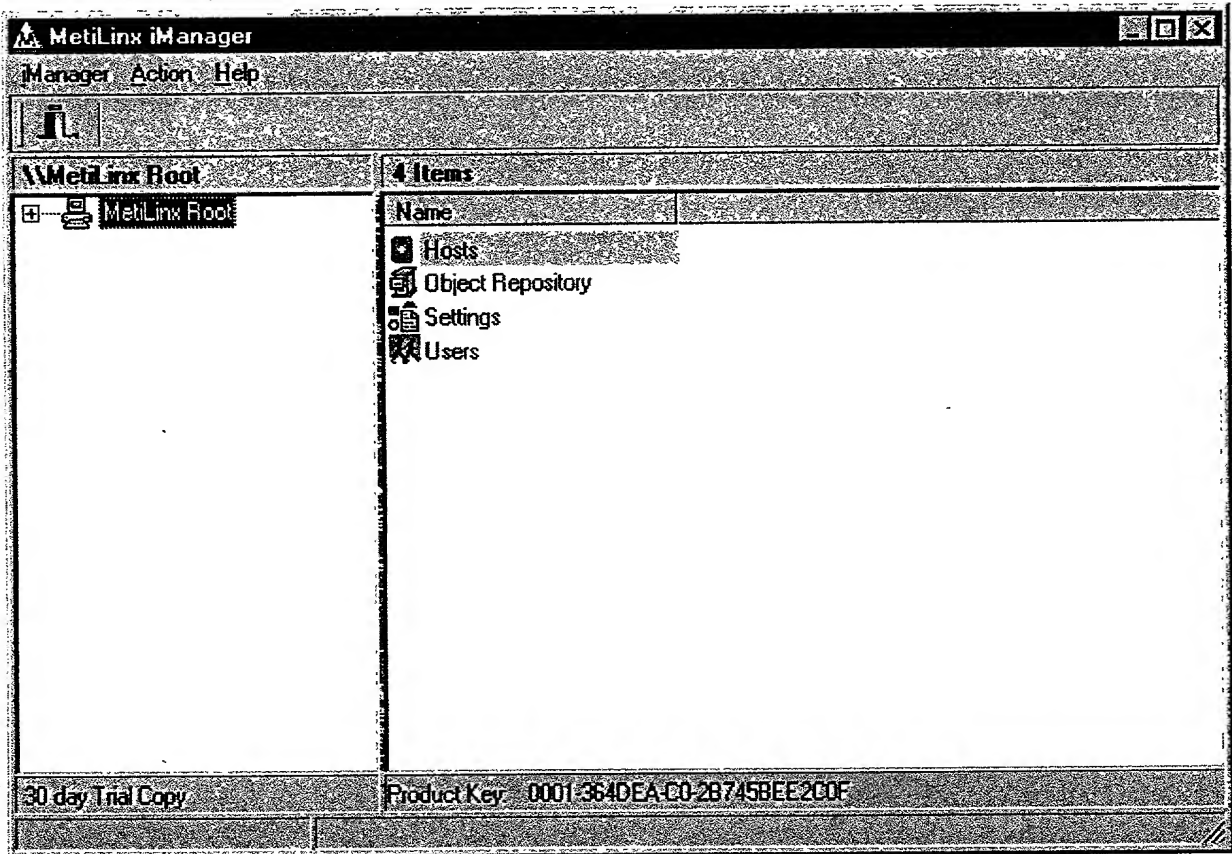 MetiLinx iManager
iManager Action Help
\\MetiLinx Root
4 Items
MetiLinx Root
Name
Hosts
Object Repository
Settings
Users
30 day Trial Copy
Product Key: 0001-364DEA-C0-2B745BEE2C0F